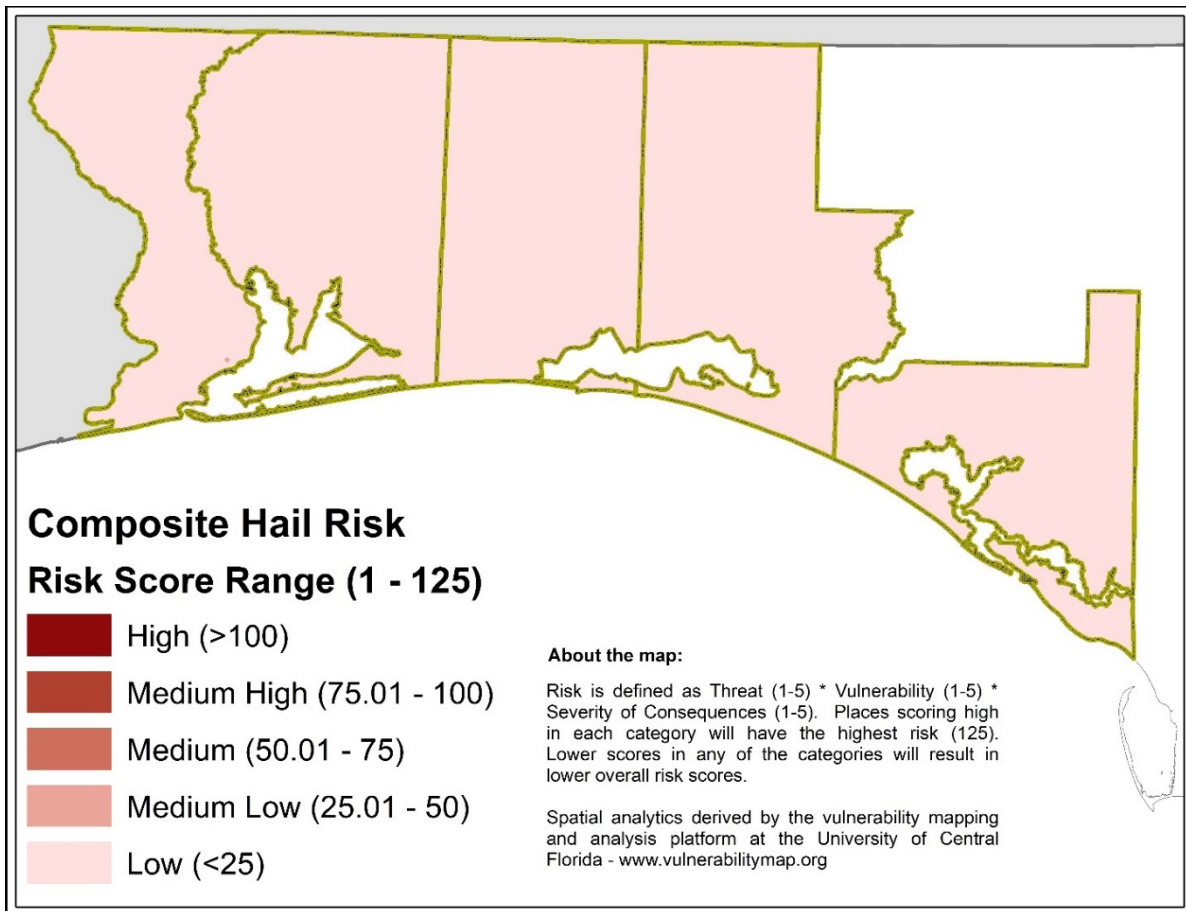 Composite Hail Risk
Risk Score Range (1 - 125)
High (>100)
Medium High (75.01 - 100)
Medium (50.01 - 75)
Medium Low (25.01 - 50)
Low (<25)
About the map:
Risk is defined as Threat (1-5) * Vulnerability (1-5) *
Severity of Consequences (1-5). Places scoring high
in each category will have the highest risk (125).
Lower scores in any of the categories will result in
lower overall risk scores.
Spatial analytics derived by the vulnerability mapping
and analysis platform at the University of Central
Florida - www.vulnerabilitymap.org